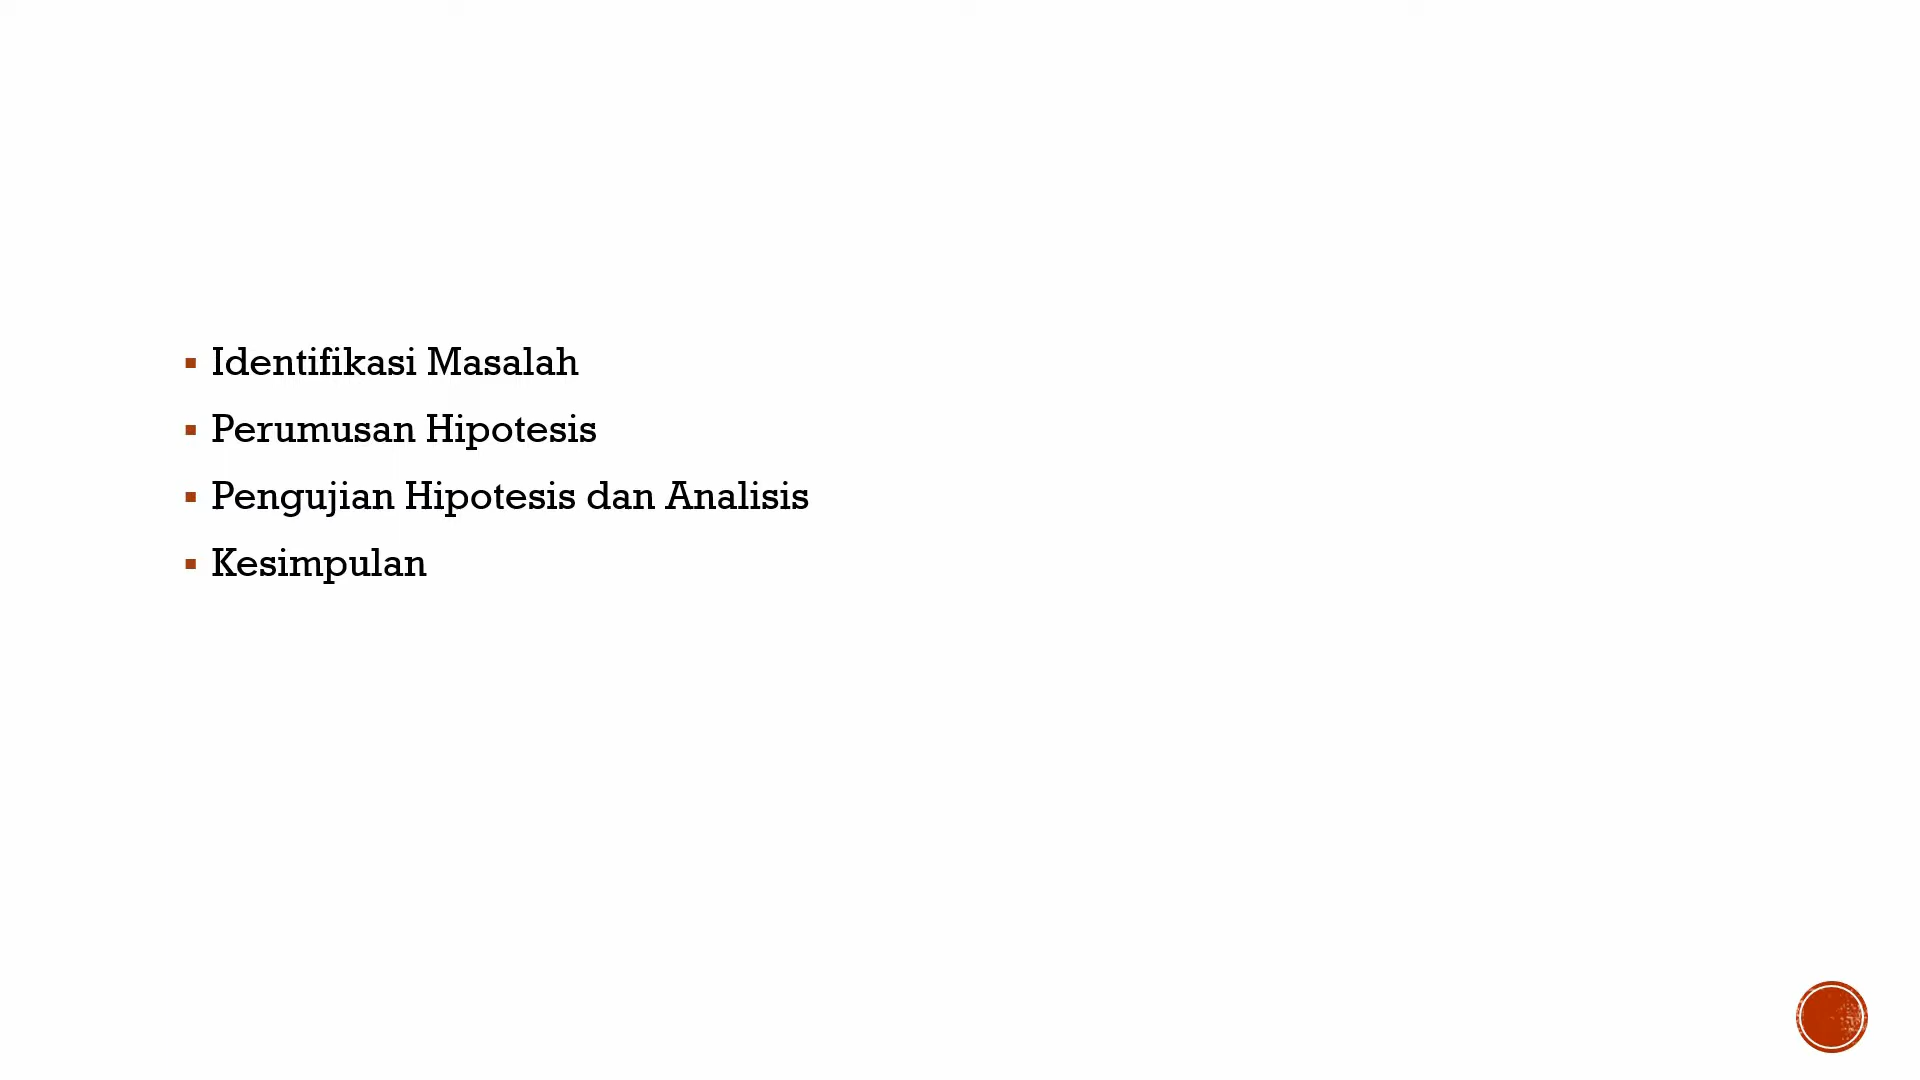 Identifikasi Masalah
Perumusan Hipotesis
Pengujian Hipotesis dan Analisis
Kesimpulan